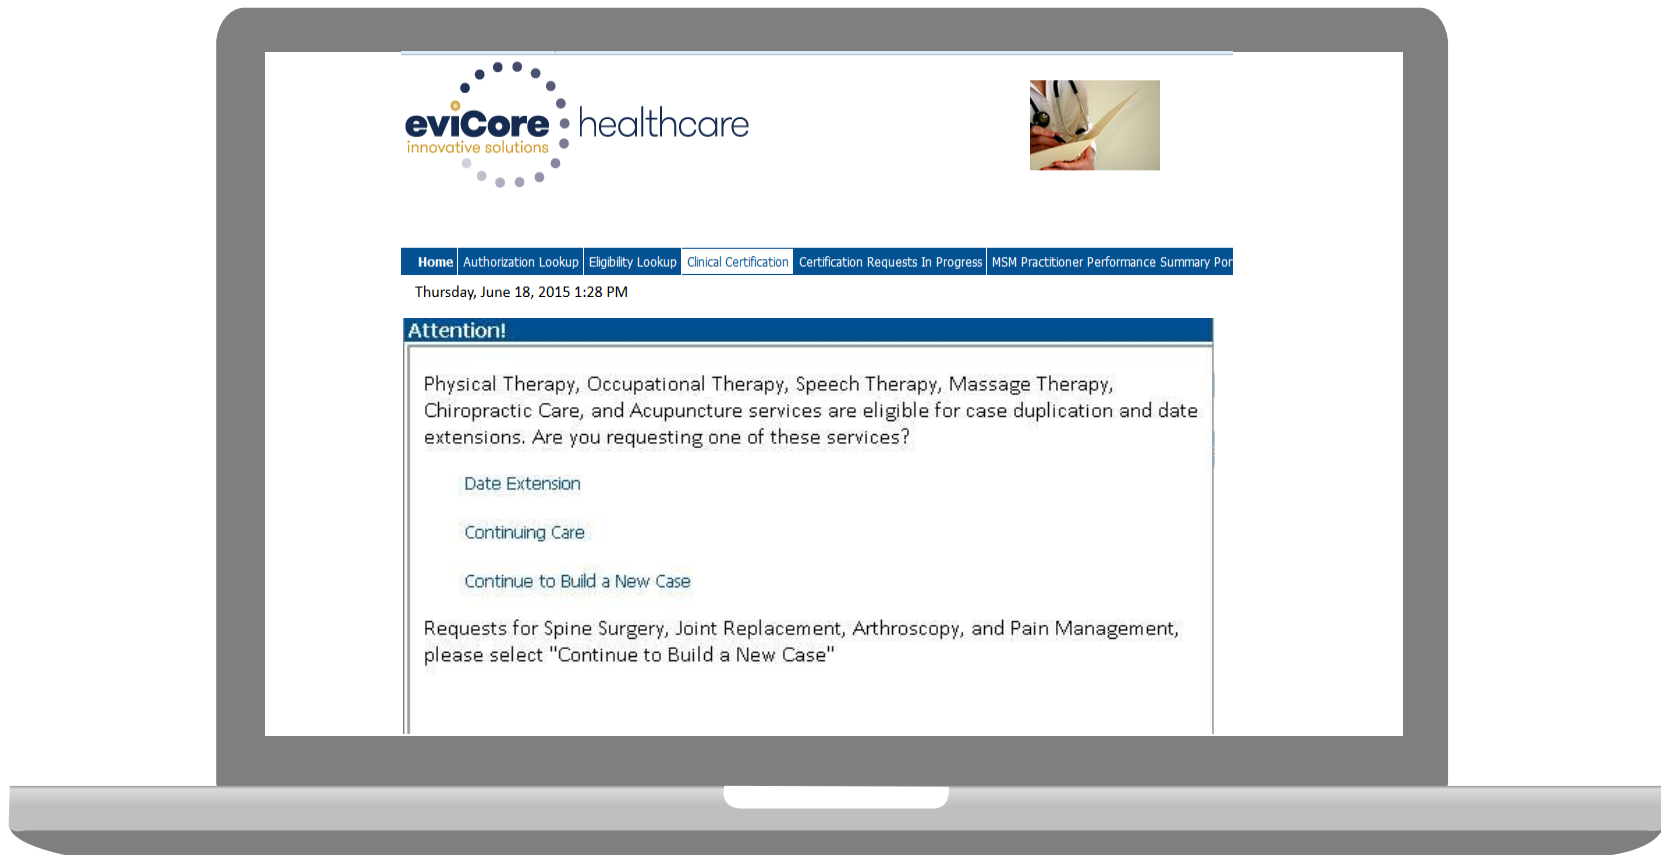 eviCore healthcare
innovative solutions
Home Authorization Lookup Eligibility Lookup Clinical Certification Certification Requests In Progress MSM Practitioner Performance Summary Por
Thursday, June 18, 2015 1:28 PM
Attention!
Physical Therapy, Occupational Therapy, Speech Therapy, Massage Therapy,
Chiropractic Care, and Acupuncture services are eligible for case duplication and date
extensions. Are you requesting one of these services?
Date Extension
Continuing Care
Continue to Build a New Case
Requests for Spine Surgery, Joint Replacement, Arthroscopy, and Pain Management,
please select "Continue to Build a New Case"